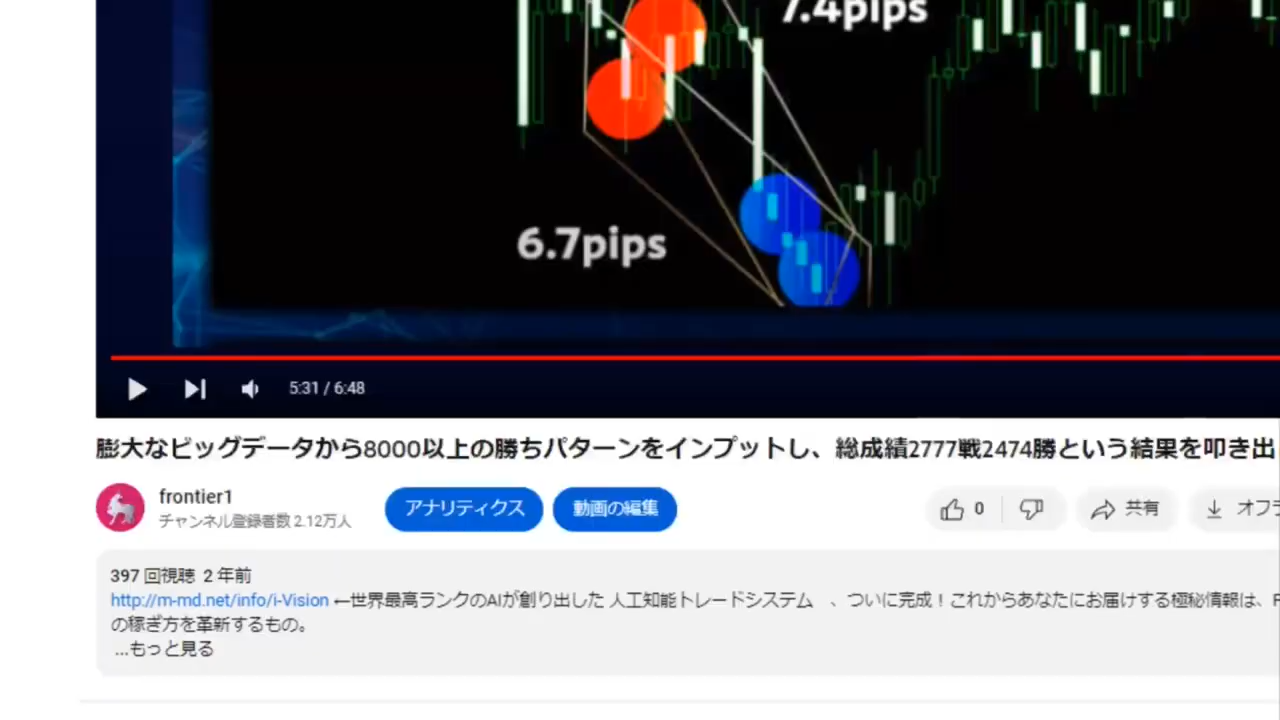 7.4pips
6.7pips
5:31 / 6:48
膨大なビッグデータから8000以上の勝ちパターンをインプットし、総成績2777戦2474勝という結果を叩き出
frontier1
チャンネル登録者数 2.12万人
アナリティクス
動画の編集
0
共有
オフラ
397 回視聴 2 年前
http://m-md.net/info/i-Vision ←世界最高ランクのAIが創り出した 人工知能トレードシステム 、ついに完成！これからあなたにお届けする極秘情報は、F
の稼ぎ方を革新するもの。
...もっと見る